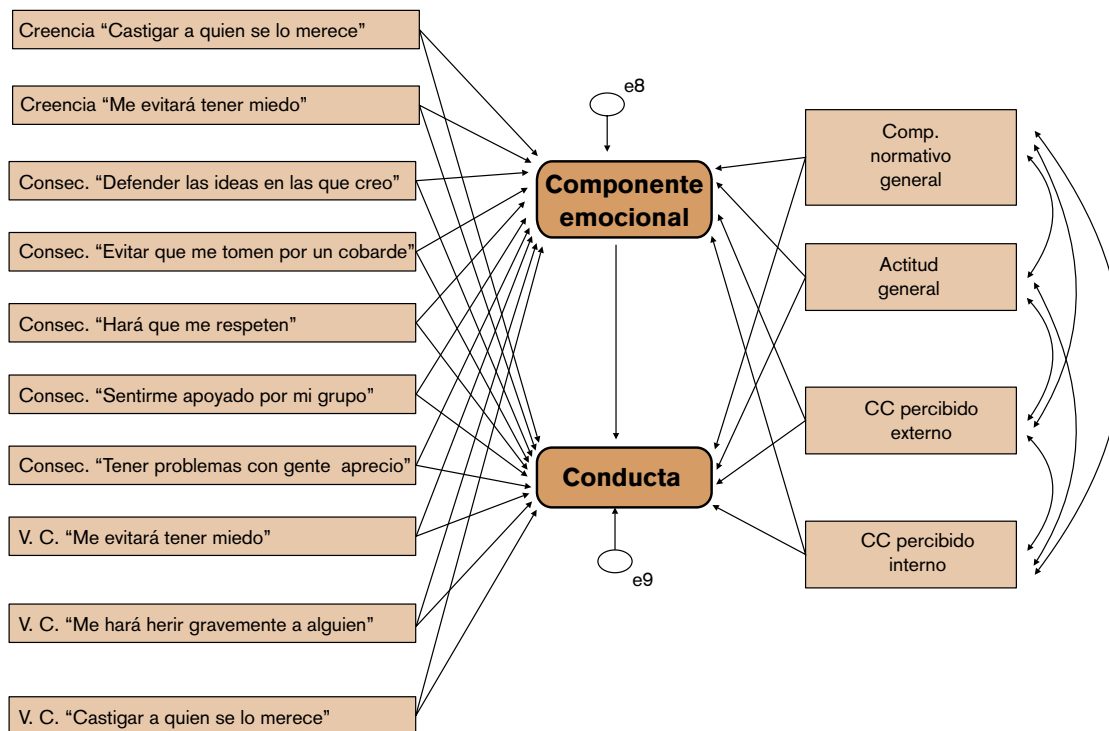 Creencia “Castigar a quien se lo merece”
Creencia “Me evitará tener miedo”
Consec. “Defender las ideas en las que creo”
Consec. “Evitar que me tomen por un cobarde”
Consec. “Hará que me respeten”
Consec. “Sentirme apoyado por mi grupo”
Consec. “Tener problemas con gente  aprecio”
V. C. “Me evitará tener miedo”
V. C. “Me hará herir gravemente a alguien”
V. C. “Castigar a quien se lo merece”
e8
Componente
emocional
Conducta
e9
Comp.
normativo
general
Actitud
general
CC percibido
externo
CC percibido
interno